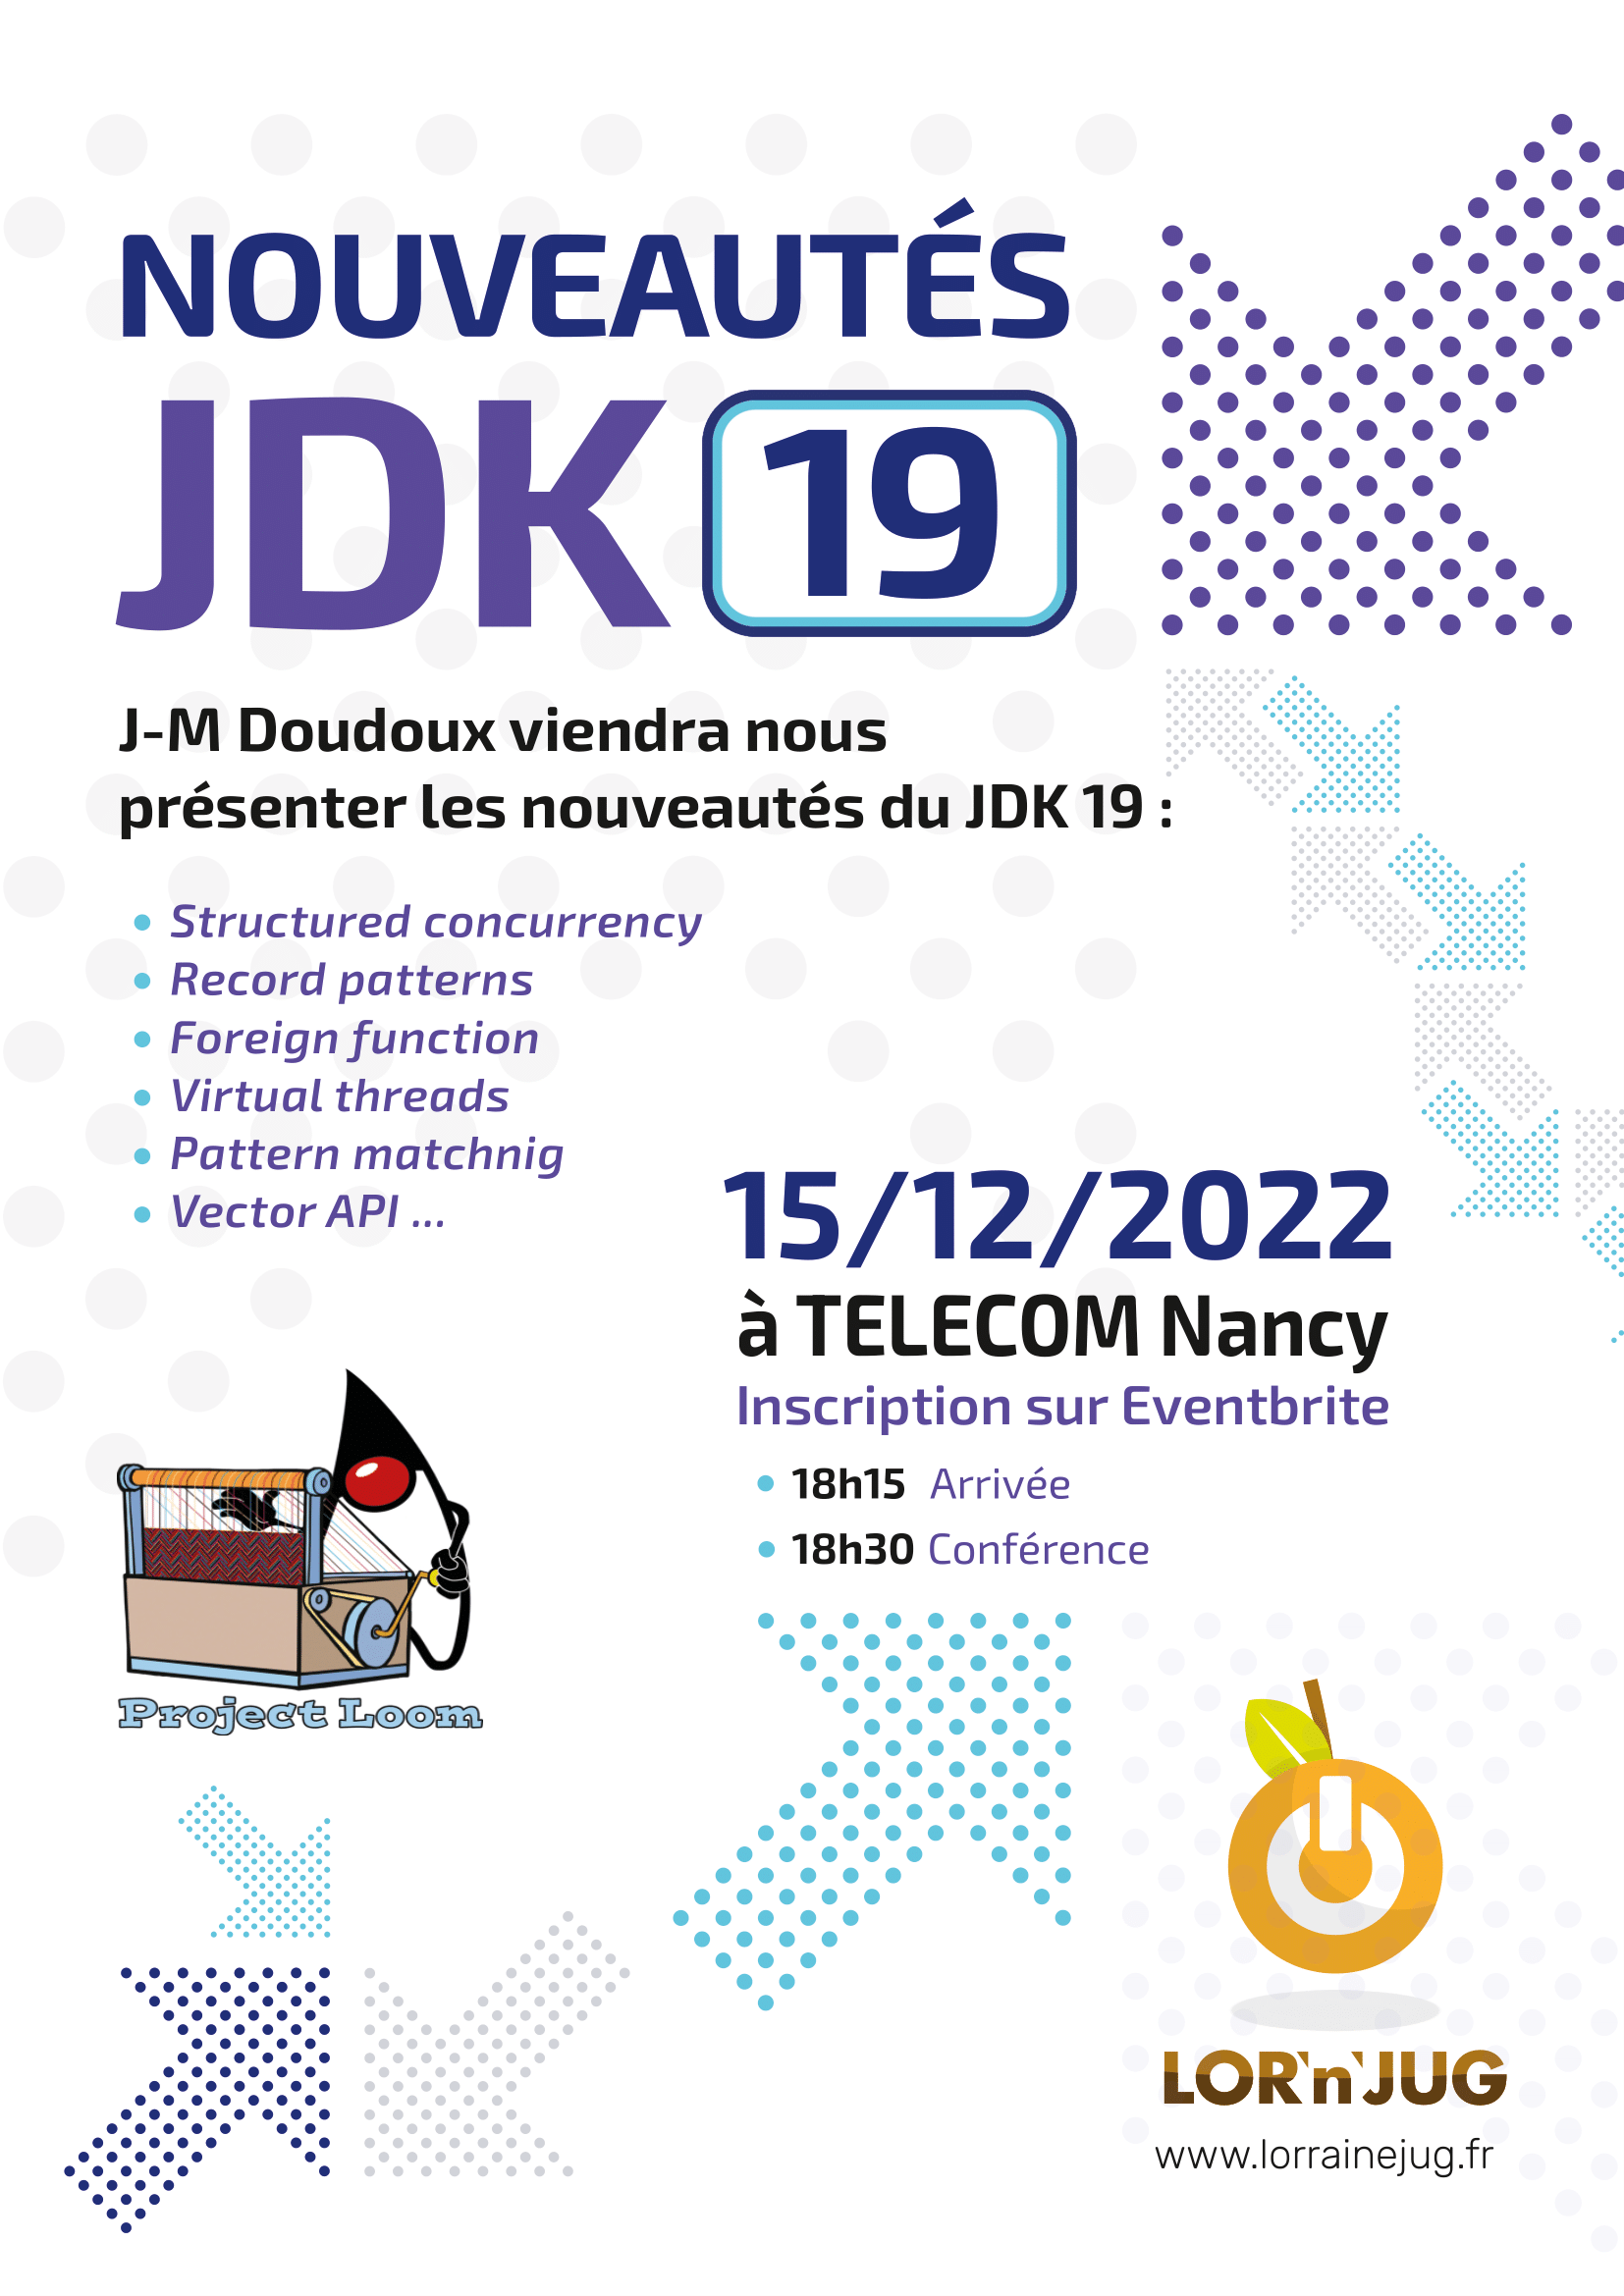 NOUVEAUTÉS
JDK 19
J-M Doudoux viendra nous
présenter les nouveautés du JDK 19 :
• Structured concurrency
• Record patterns
• Foreign function
• Virtual threads
• Pattern matchnig
• Vector API ...
15/12/2022
à TELECOM Nancy
Inscription sur Eventbrite
• 18h15 Arrivée
• 18h30 Conférence
Project Loom
LOR'n'JUG
www.lorrainejug.fr